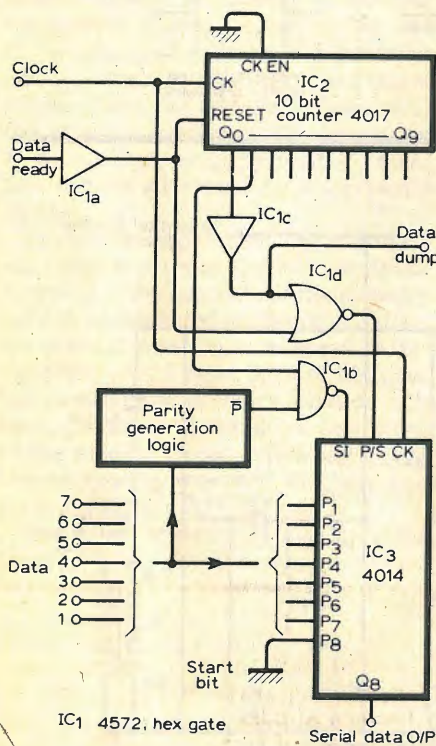 Clock
CK EN
CK
IC2
10 bit
counter 4017
RESET
Q0
Q9
Data
ready
IC1a
IC1c
Data
dump
IC1d
IC1b
Parity
generation
logic
P̅
SI P/S CK
7
6
5
4
3
2
1
Data
P1
P2
P3
P4
P5
P6
P7
P8
IC3
4014
Start
bit
Q8
IC1 4572, hex gate
Serial data O/P